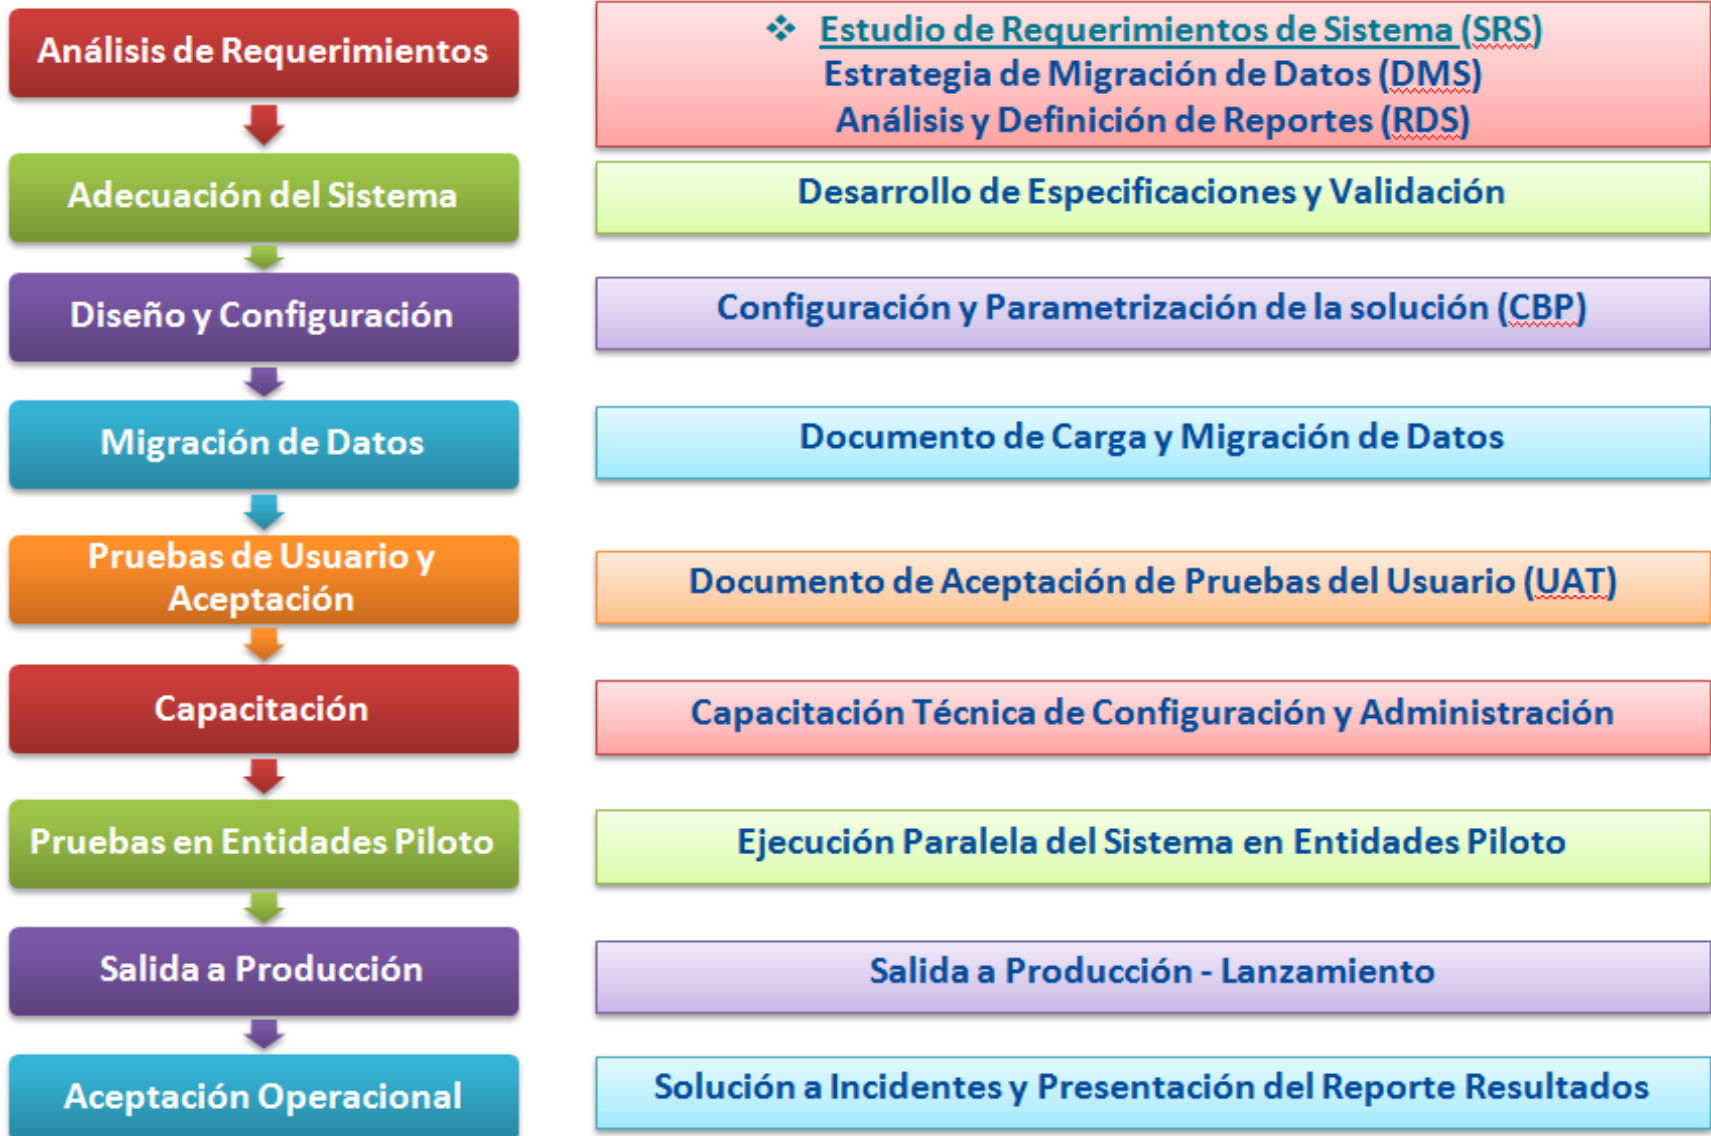 Análisis de Requerimientos
❖ Estudio de Requerimientos de Sistema (SRS)
Estrategia de Migración de Datos (DMS)
Análisis y Definición de Reportes (RDS)
Adecuación del Sistema
Desarrollo de Especificaciones y Validación
Diseño y Configuración
Configuración y Parametrización de la solución (CBP)
Migración de Datos
Documento de Carga y Migración de Datos
Pruebas de Usuario y
Aceptación
Documento de Aceptación de Pruebas del Usuario (UAT)
Capacitación
Capacitación Técnica de Configuración y Administración
Pruebas en Entidades Piloto
Ejecución Paralela del Sistema en Entidades Piloto
Salida a Producción
Salida a Producción - Lanzamiento
Aceptación Operacional
Solución a Incidentes y Presentación del Reporte Resultados